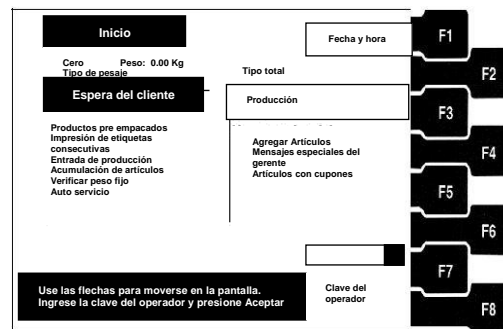 Inicio
Fecha y hora
Cero Peso: 0.00 Kg
Tipo de pesaje
Tipo total
Espera del cliente
Producción
Productos pre empacados
Impresión de etiquetas
consecutivas
Entrada de producción
Acumulación de artículos
Verificar peso fijo
Auto servicio
Agregar Artículos
Mensajes especiales del
gerente
Artículos con cupones
Use las flechas para moverse en la pantalla.
Ingrese la clave del operador y presione Aceptar
Clave del
operador
F1
F2
F3
F4
F5
F6
F7
F8